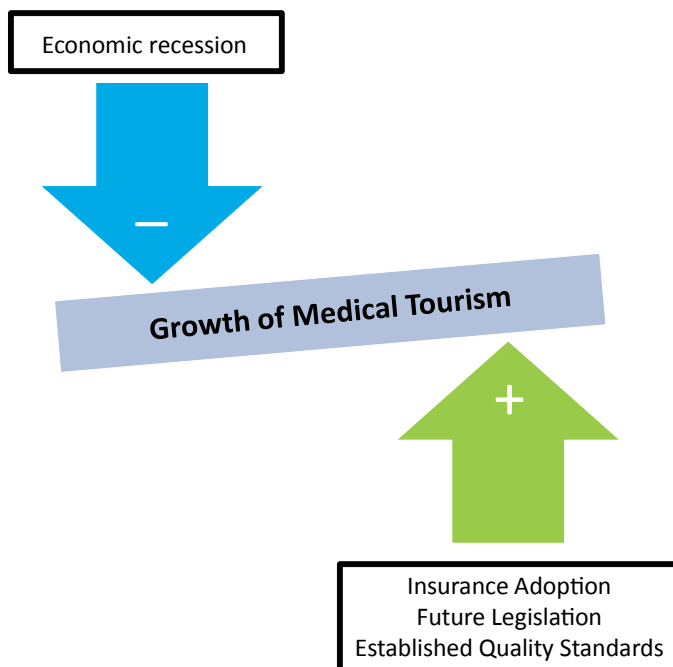 Economic recession
–
Growth of Medical Tourism
+
Insurance Adoption
Future Legislation
Established Quality Standards